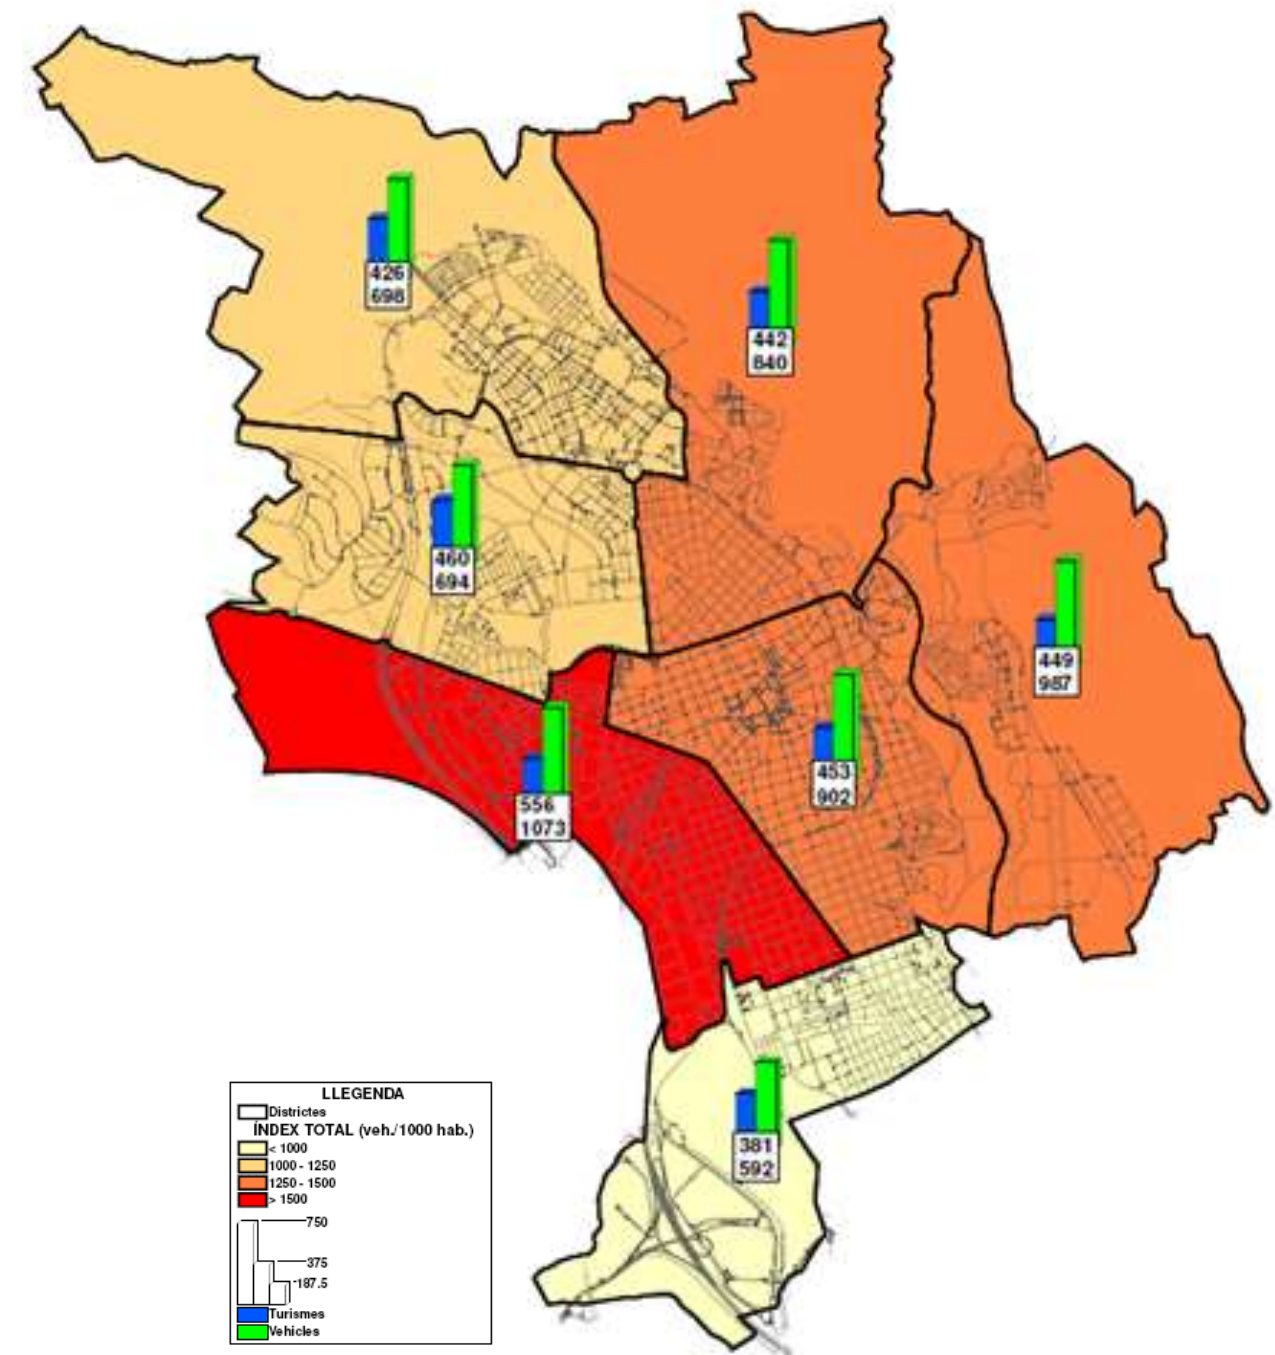 426
698
442
840
460
694
449
987
453
902
556
1073
381
592
LLEGENDA
Districtes
ÍNDEX TOTAL (veh./1000 hab.)
< 1000
1000 - 1250
1250 - 1500
> 1500
750
375
187.5
Turismes
Vehicles